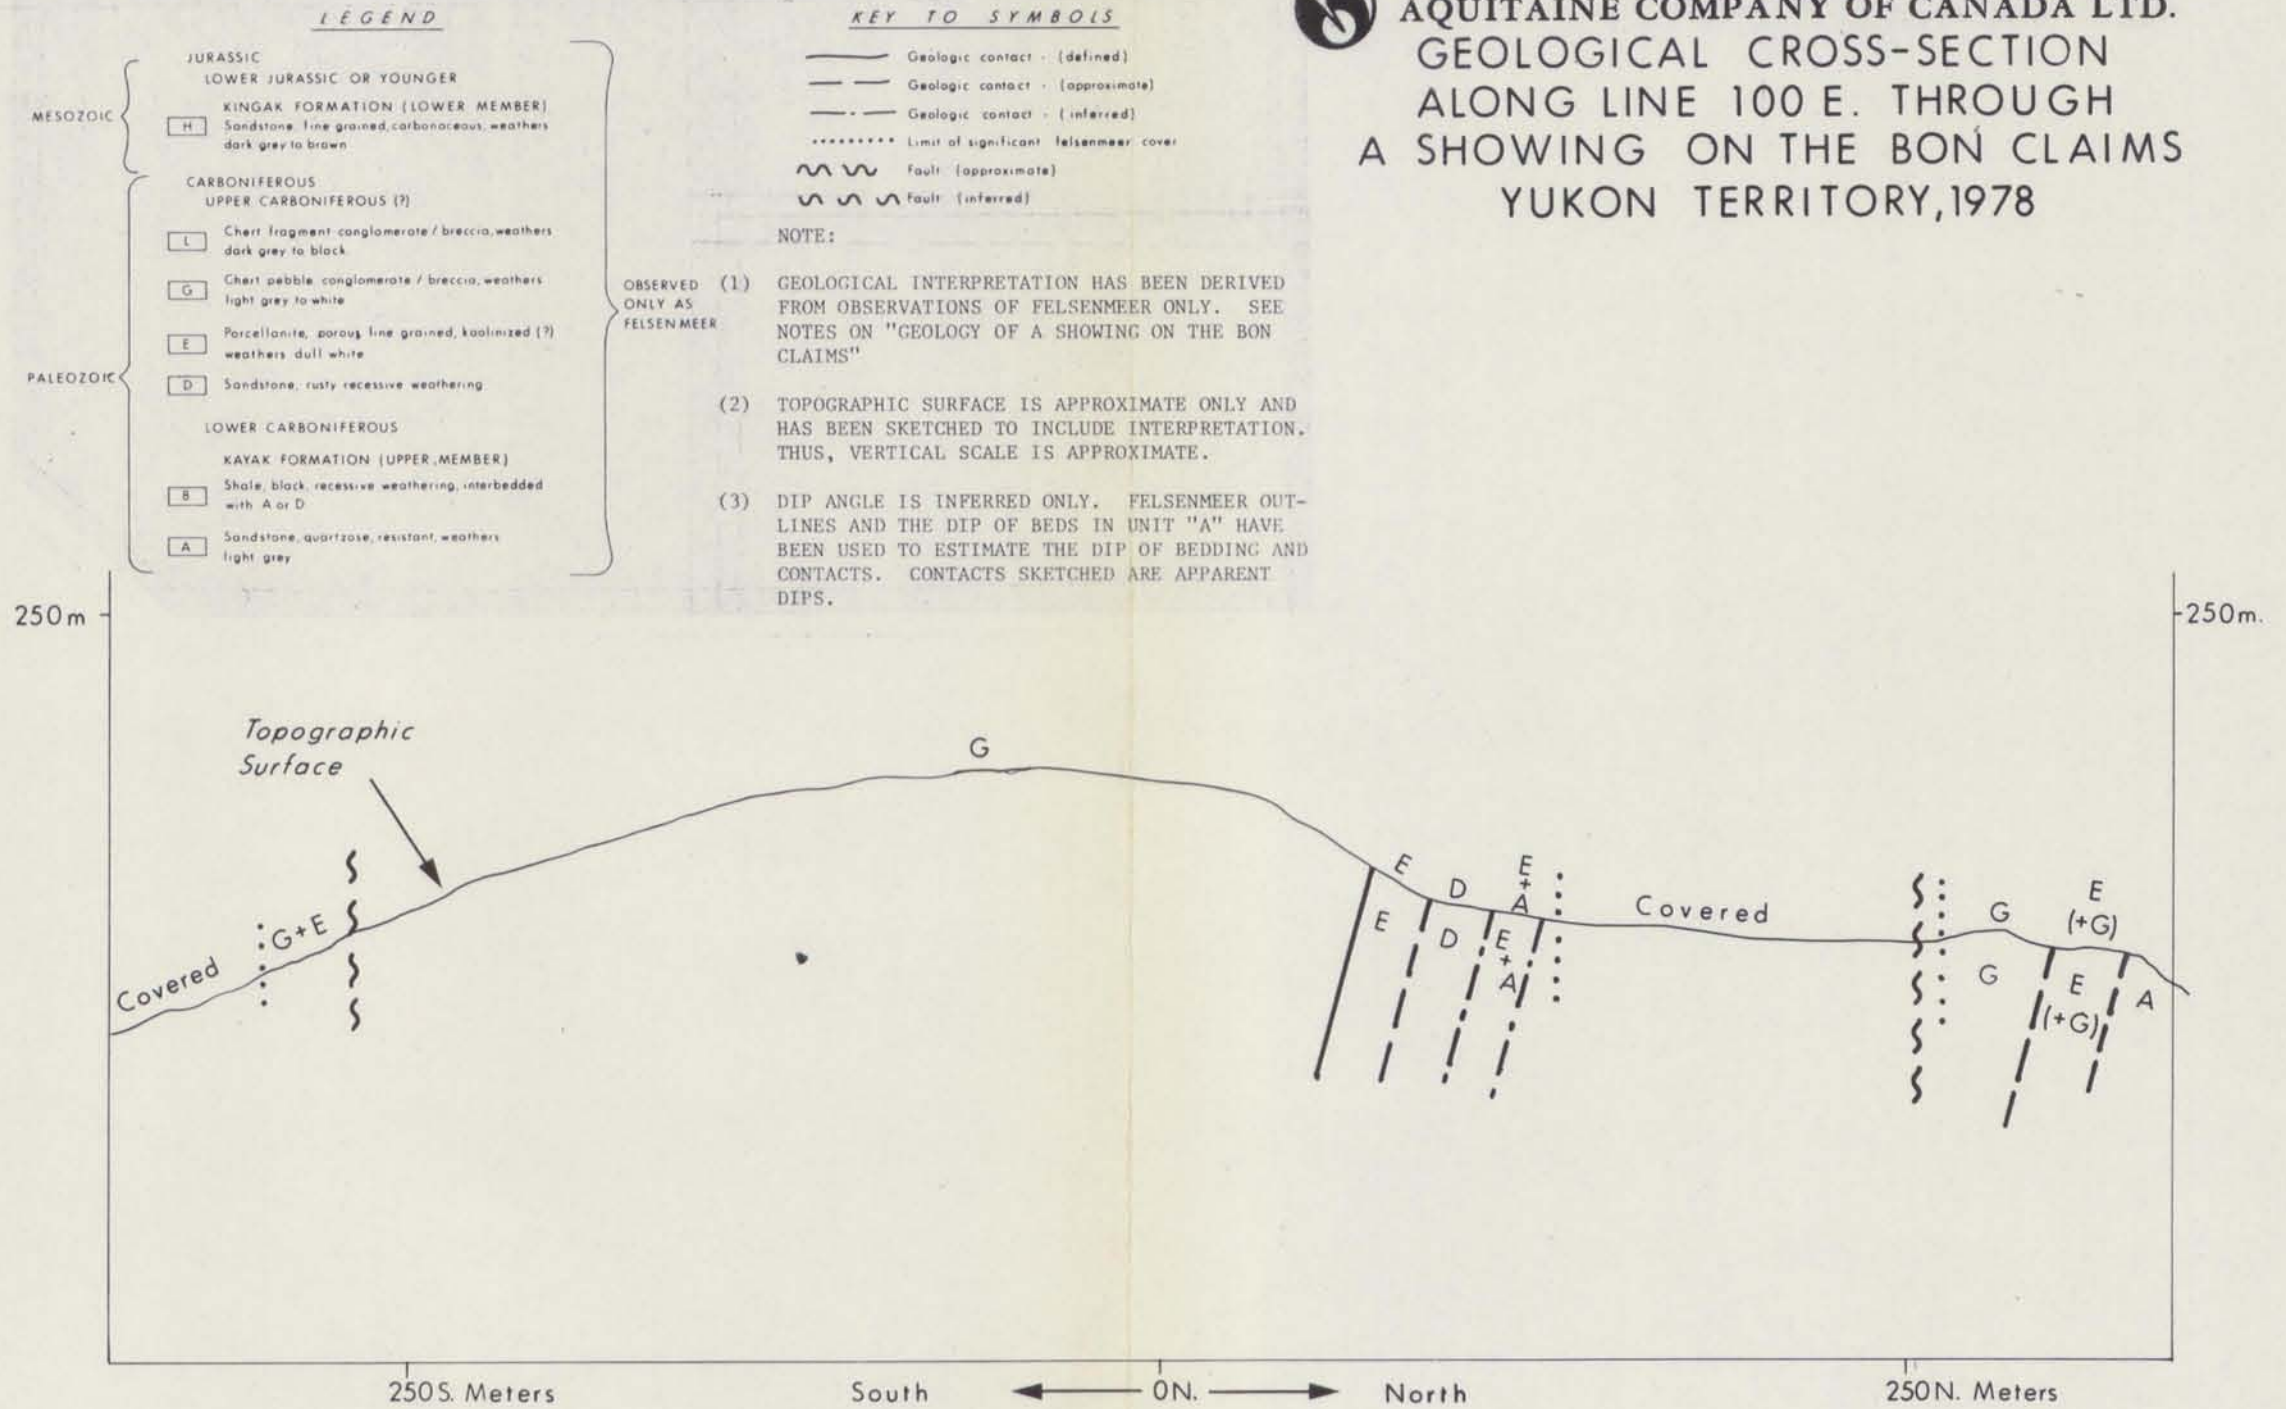 LEGEND
JURASSIC
LOWER JURASSIC OR YOUNGER
MESOZOIC
KINGAK FORMATION (LOWER MEMBER)
H Sandstone, fine grained, carbonaceous, weathers
dark grey to brown
CARBONIFEROUS
UPPER CARBONIFEROUS (?)
L Chert fragment conglomerate / breccia, weathers
dark grey to black
G Chert pebble conglomerate / breccia, weathers
light grey to white
E Porcellanite, porous, fine grained, kaolinized (?)
weathers dull white
PALEOZOIC
D Sandstone, rusty recessive weathering
LOWER CARBONIFEROUS
KAYAK FORMATION (UPPER MEMBER)
B Shale, black, recessive weathering, interbedded
with A or D
A Sandstone, quartzose, resistant, weathers
light grey
OBSERVED
ONLY AS
FELSENMEER
KEY TO SYMBOLS
Geologic contact - (defined)
Geologic contact - (approximate)
Geologic contact - (inferred)
Limit of significant felsenmeer cover
Fault (approximate)
Fault (inferred)
NOTE:
(1) GEOLOGICAL INTERPRETATION HAS BEEN DERIVED
FROM OBSERVATIONS OF FELSENMEER ONLY. SEE
NOTES ON "GEOLOGY OF A SHOWING ON THE BON
CLAIMS"
(2) TOPOGRAPHIC SURFACE IS APPROXIMATE ONLY AND
HAS BEEN SKETCHED TO INCLUDE INTERPRETATION.
THUS, VERTICAL SCALE IS APPROXIMATE.
(3) DIP ANGLE IS INFERRED ONLY. FELSENMEER OUT-
LINES AND THE DIP OF BEDS IN UNIT "A" HAVE
BEEN USED TO ESTIMATE THE DIP OF BEDDING AND
CONTACTS. CONTACTS SKETCHED ARE APPARENT
DIPS.
AQUITAINE COMPANY OF CANADA LTD.
GEOLOGICAL CROSS-SECTION
ALONG LINE 100 E. THROUGH
A SHOWING ON THE BON CLAIMS
YUKON TERRITORY, 1978
250m
250m.
Topographic
Surface
G
Covered
G+E
E
D
E
+
A
E
D
E
+
A
Covered
G
E
(+G)
G
E
(+G)
A
250S. Meters
South
0N.
North
250N. Meters